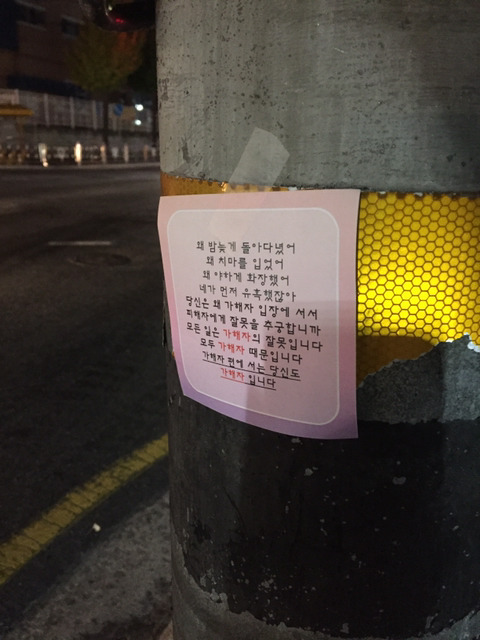 왜 밤늦게 돌아다녔어
왜 치마를 입었어
왜 야하게 화장했어
네가 먼저 유혹했잖아
당신은 왜 가해자 입장에 서서
피해자에게 잘못을 추궁합니까
모든 일은 가해자의 잘못입니다
모두 가해자 때문입니다
가해자 편에 서는 당신도
가해자입니다